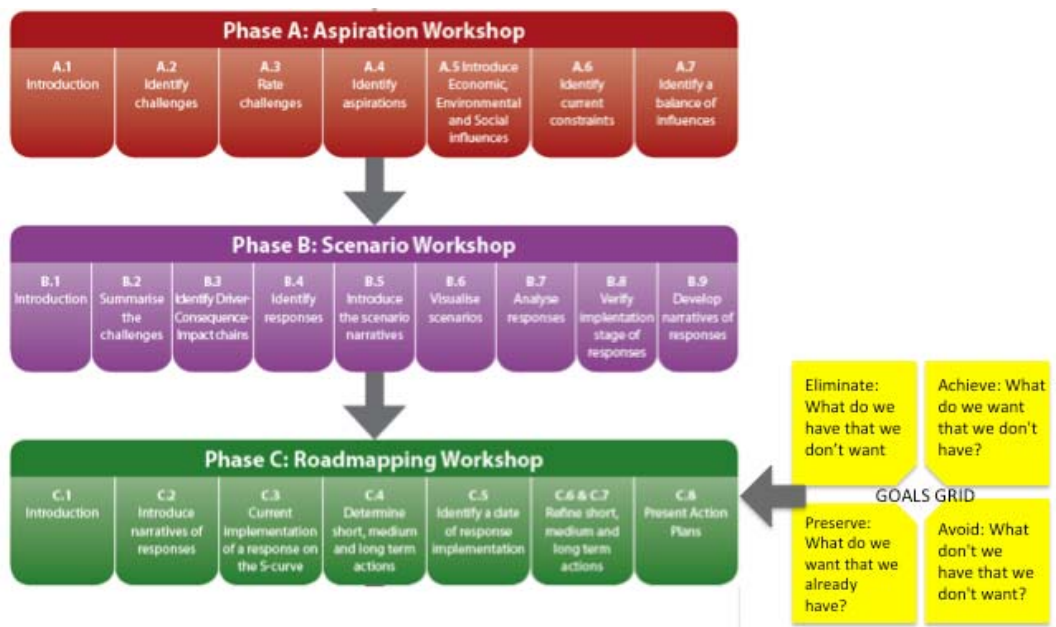 Phase A: Aspiration Workshop
A.1
Introduction
A.2
Identify
challenges
A.3
Rate
challenges
A.4
Identify
aspirations
A.5 Introduce
Economic,
Environmental
and Social
influences
A.6
Identify
current
constraints
A.7
Identify a
balance of
influences
Phase B: Scenario Workshop
B.1
Introduction
B.2
Summarise
the
challenges
B.3
Identify Driver-
Consequence-
Impact chains
B.4
Identify
responses
B.5
Introduce
the scenario
narratives
B.6
Visualise
scenarios
B.7
Analyse
responses
B.8
Verify
implentation
stage of
responses
B.9
Develop
narratives of
responses
Phase C: Roadmapping Workshop
C.1
Introduction
C.2
Introduce
narratives of
responses
C.3
Current
implementation
of a response on
the S-curve
C.4
Determine
short, medium
and long term
actions
C.5
Identify a date
of response
implementation
C.6 & C.7
Refine short,
medium and
long term
actions
C.8
Present Action
Plans
Eliminate:
What do we
have that we
don't want
Achieve: What
do we want
that we don't
have?
GOALS GRID
Preserve:
What do we
want that we
already
have?
Avoid: What
don't we
have that we
don't want?